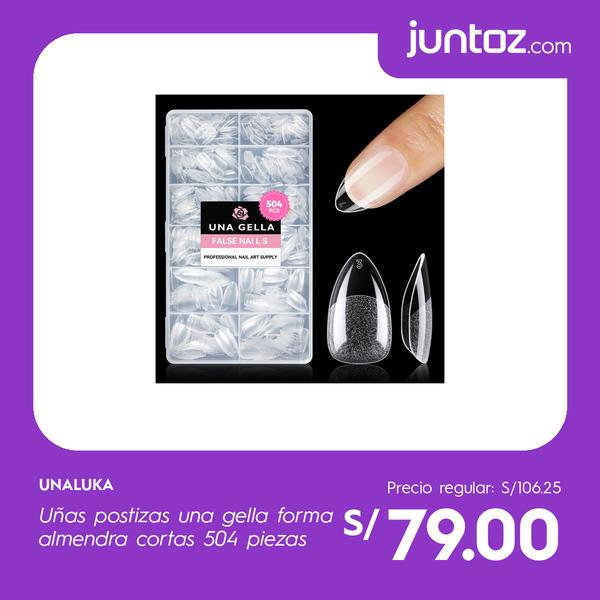 juntoz.com
504
PCS
UNA GELLA
FALSE NAILS
PROFESSIONAL NAIL ART SUPPLY
3
UNALUKA
Uñas postizas una gella forma
almendra cortas 504 piezas
Precio regular: S/106.25
S/79.00